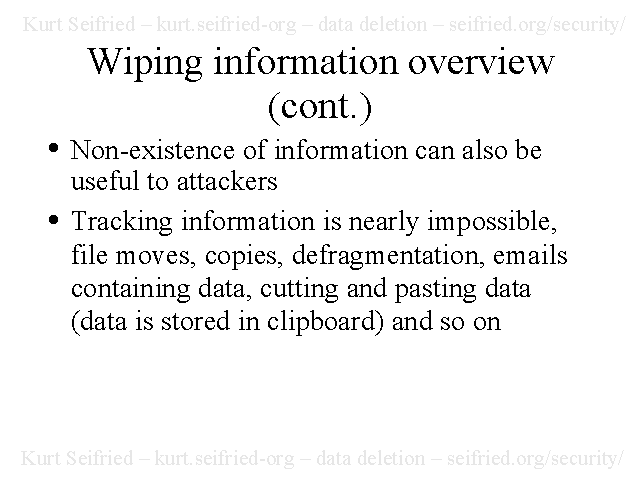 Kurt Seifried – kurt.seifried-org – data deletion – seifried.org/security/
Wiping information overview
(cont.)
• Non-existence of information can also be
useful to attackers
• Tracking information is nearly impossible,
file moves, copies, defragmentation, emails
containing data, cutting and pasting data
(data is stored in clipboard) and so on
Kurt Seifried – kurt.seifried-org – data deletion – seifried.org/security/